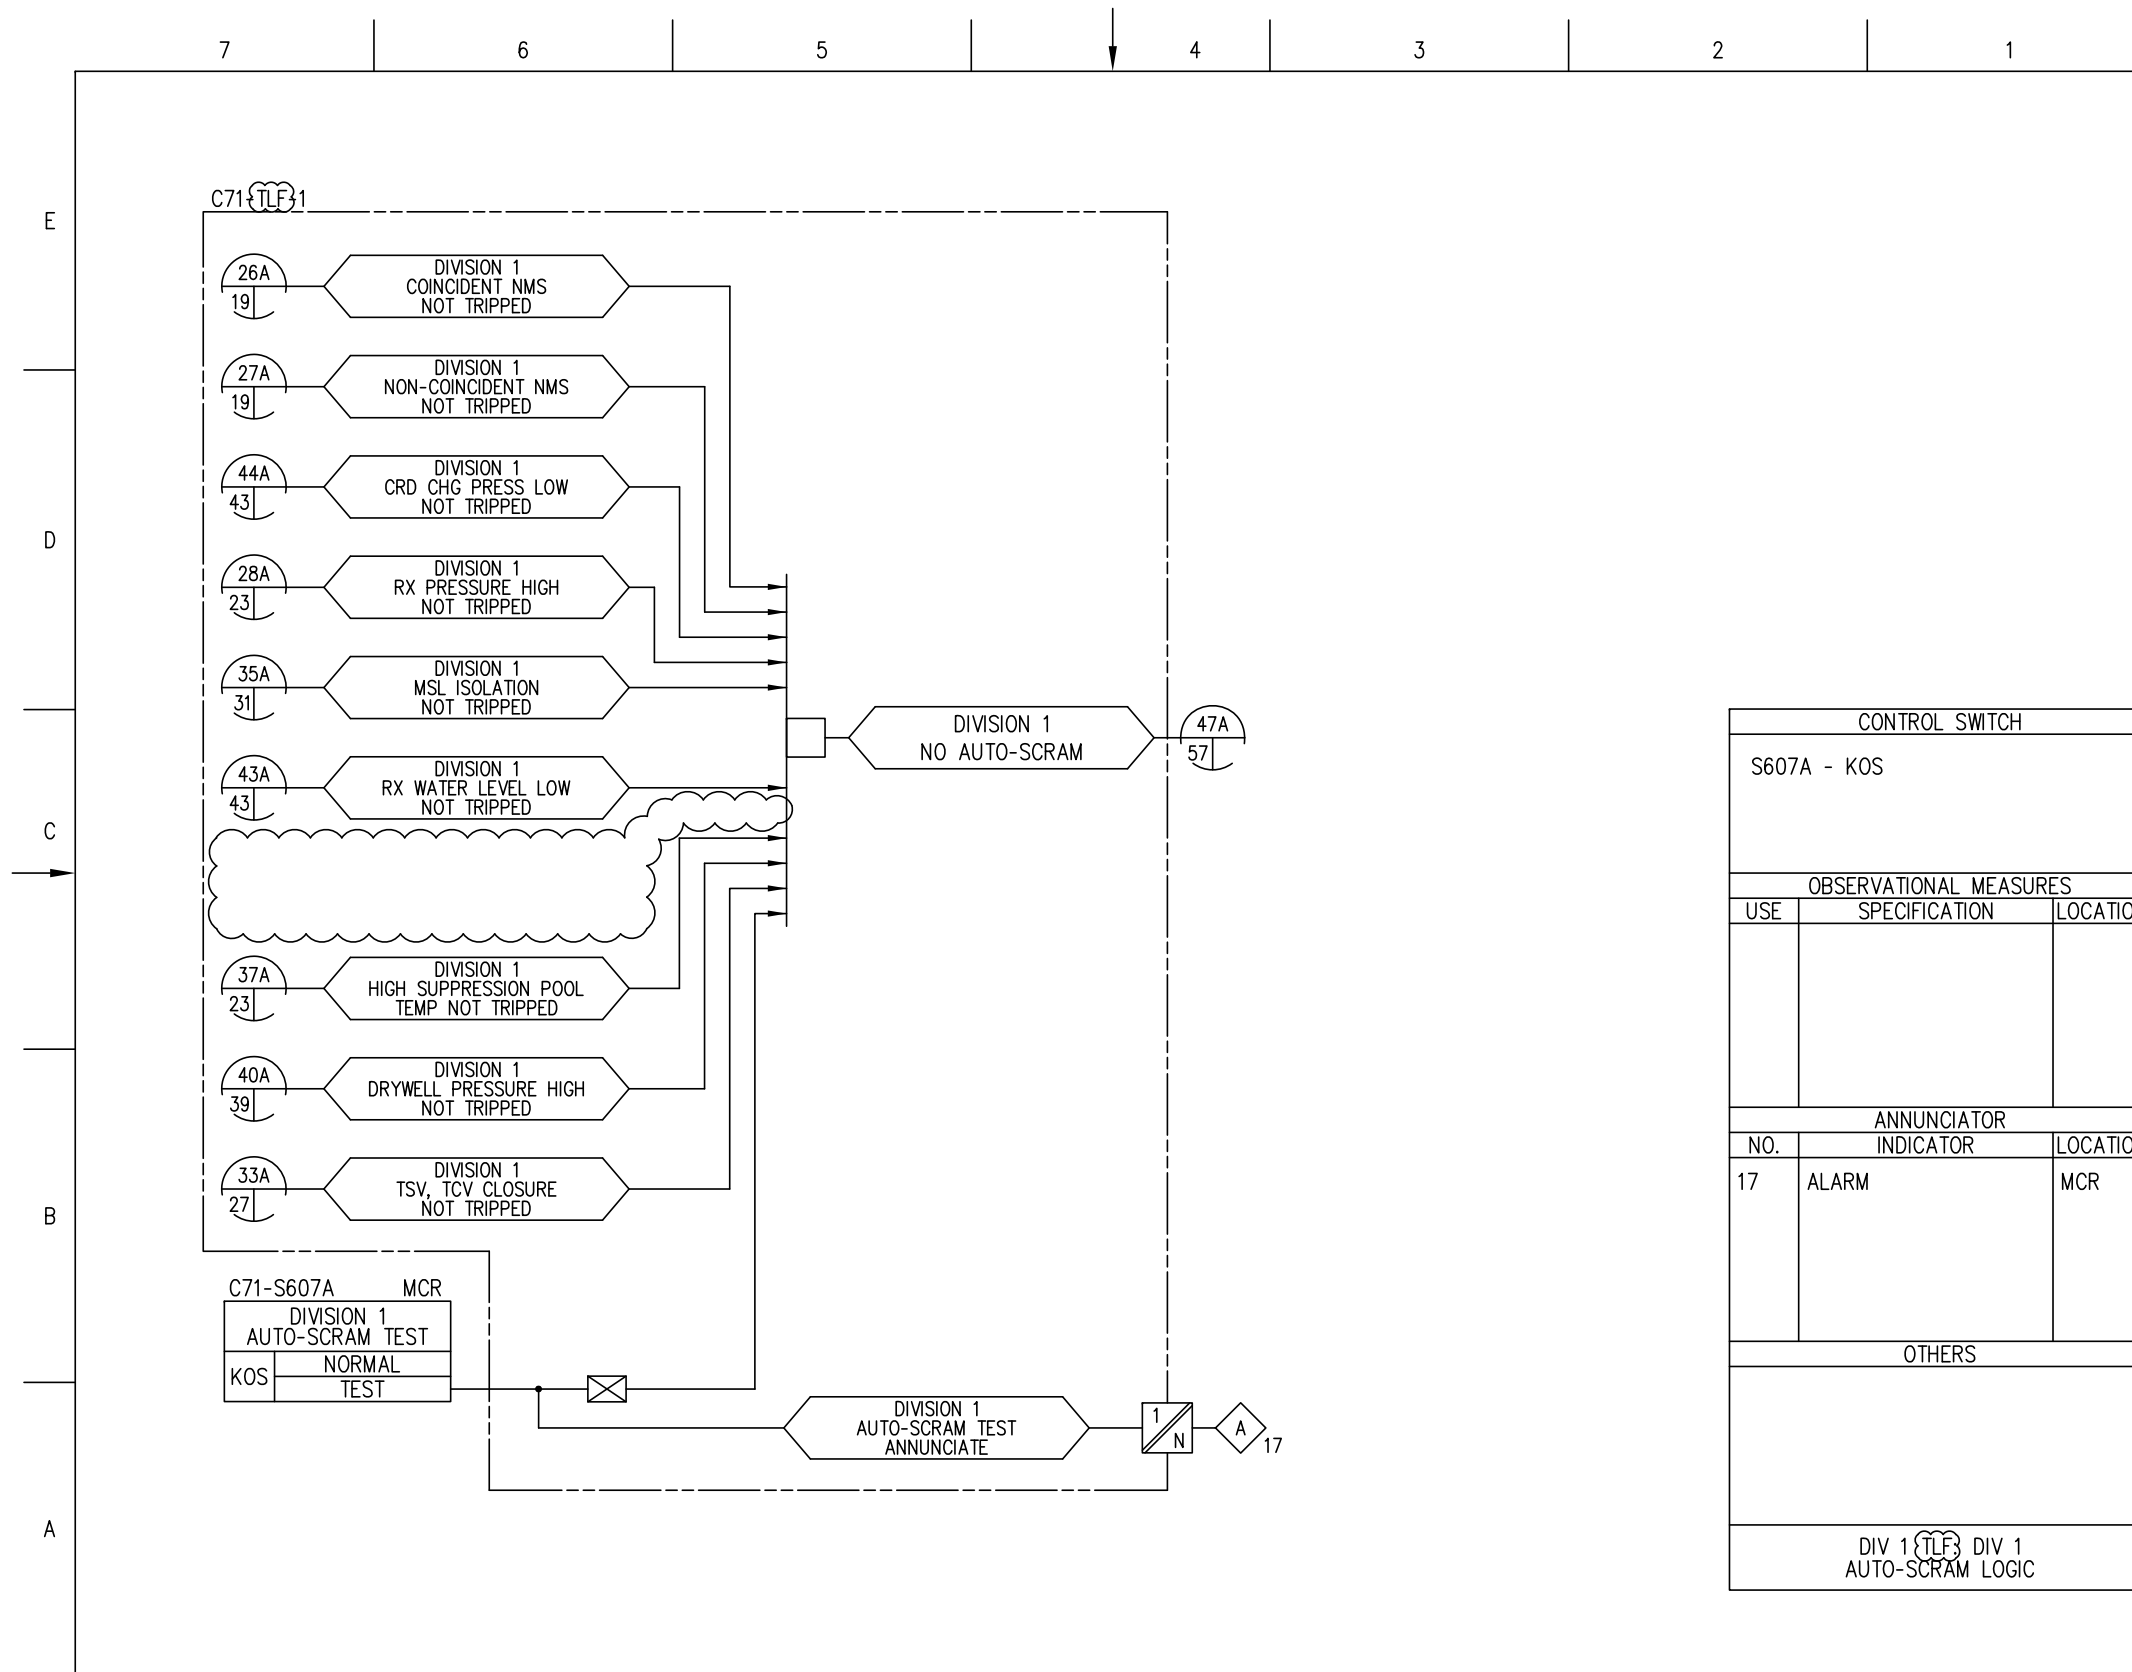 7 6 5 4 3 2 1
E
D
C
B
A
C71-TLF-1
26A
19
DIVISION 1
COINCIDENT NMS
NOT TRIPPED
27A
19
DIVISION 1
NON-COINCIDENT NMS
NOT TRIPPED
44A
43
DIVISION 1
CRD CHG PRESS LOW
NOT TRIPPED
28A
23
DIVISION 1
RX PRESSURE HIGH
NOT TRIPPED
35A
31
DIVISION 1
MSL ISOLATION
NOT TRIPPED
43A
43
DIVISION 1
RX WATER LEVEL LOW
NOT TRIPPED
37A
23
DIVISION 1
HIGH SUPPRESSION POOL
TEMP NOT TRIPPED
40A
39
DIVISION 1
DRYWELL PRESSURE HIGH
NOT TRIPPED
33A
27
DIVISION 1
TSV, TCV CLOSURE
NOT TRIPPED
DIVISION 1
NO AUTO-SCRAM
47A
57
C71-S607A MCR
DIVISION 1
AUTO-SCRAM TEST
KOS
NORMAL
TEST
DIVISION 1
AUTO-SCRAM TEST
ANNUNCIATE
1
N
A
17
CONTROL SWITCH
S607A - KOS
OBSERVATIONAL MEASURES
USE SPECIFICATION LOCATIO
ANNUNCIATOR
NO. INDICATOR LOCATIO
17 ALARM MCR
OTHERS
DIV 1 TLF: DIV 1
AUTO-SCRAM LOGIC